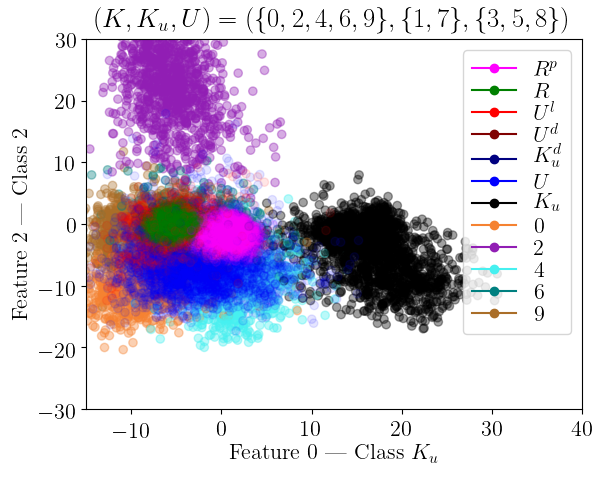 (K, K_u, U) = ({0, 2, 4, 6, 9}, {1, 7}, {3, 5, 8})
30
20
10
0
−10
−20
−30
Feature 2 — Class 2
−10
0
10
20
30
40
Feature 0 — Class K_u
R^p
R
U^l
U^d
K_u^d
U
K_u
0
2
4
6
9